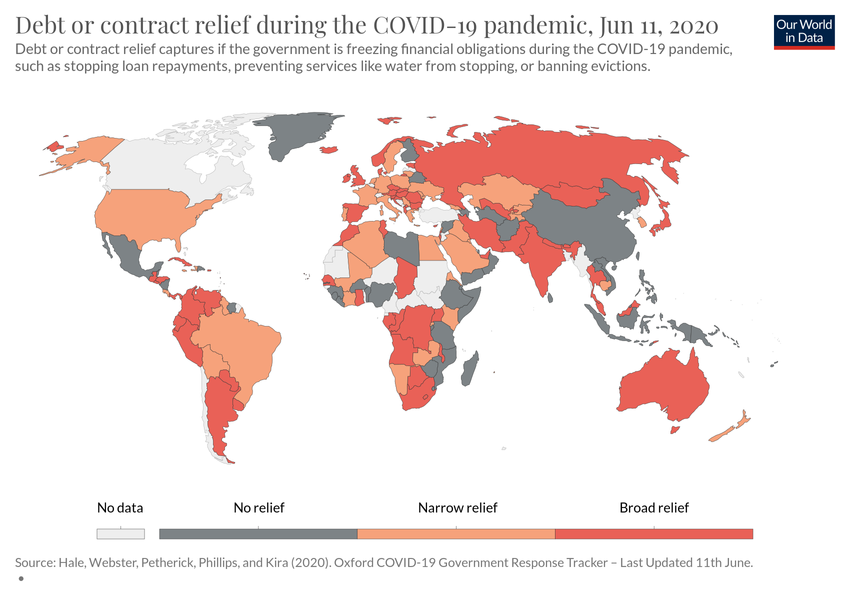 Debt or contract relief during the COVID-19 pandemic, Jun 11, 2020
Our World
in Data
Debt or contract relief captures if the government is freezing financial obligations during the COVID-19 pandemic,
such as stopping loan repayments, preventing services like water from stopping, or banning evictions.
No data
No relief
Narrow relief
Broad relief
Source: Hale, Webster, Petherick, Phillips, and Kira (2020). Oxford COVID-19 Government Response Tracker – Last Updated 11th June.
•